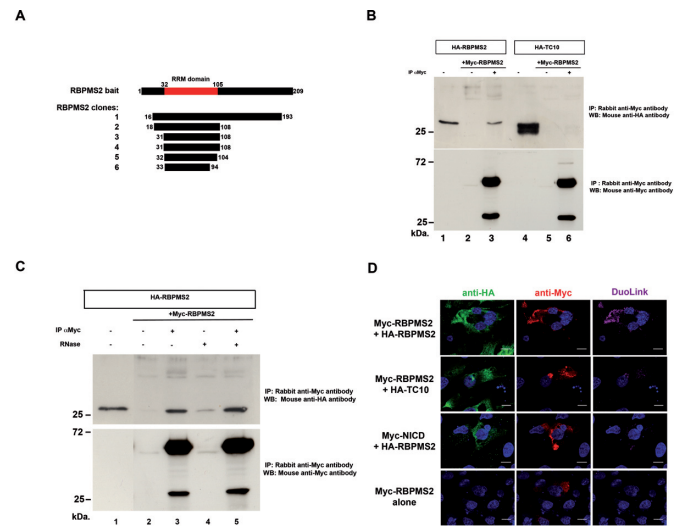 A
RRM domain
32 105
RBPMS2 bait 1 209
RBPMS2 clones:
1 16 193
2 18 108
3 31 108
4 31 108
5 32 104
6 33 94
B
HA-RBPMS2 HA-TC10
+Myc-RBPMS2 +Myc-RBPMS2
IP αMyc - - + - - +
25 –
IP: Rabbit anti-Myc antibody
WB: Mouse anti-HA antibody
72 –
IP : Rabbit anti-Myc antibody
WB: Mouse anti-Myc antibody
25–
kDa. 1 2 3 4 5 6
C
HA-RBPMS2
+Myc-RBPMS2
IP αMyc - - + - +
RNase - - - + +
25 –
IP: Rabbit anti-Myc antibody
WB: Mouse anti-HA antibody
72 –
IP: Rabbit anti-Myc antibody
WB: Mouse anti-Myc antibody
25–
kDa. 1 2 3 4 5
D
anti-HA anti-Myc DuoLink
Myc-RBPMS2
+ HA-RBPMS2
Myc-RBPMS2
+ HA-TC10
Myc-NICD
+ HA-RBPMS2
Myc-RBPMS2
alone